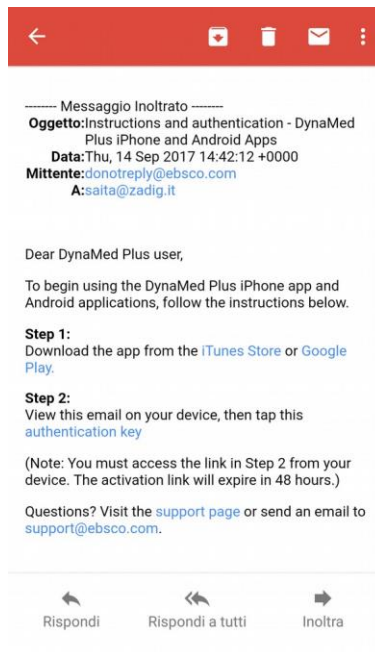 -------- Messaggio Inoltrato --------
Oggetto:Instructions and authentication - DynaMed
Plus iPhone and Android Apps
Data:Thu, 14 Sep 2017 14:42:12 +0000
Mittente:donotreply@ebsco.com
A:saita@zadig.it
Dear DynaMed Plus user,
To begin using the DynaMed Plus iPhone app and
Android applications, follow the instructions below.
Step 1:
Download the app from the iTunes Store or Google
Play.
Step 2:
View this email on your device, then tap this
authentication key
(Note: You must access the link in Step 2 from your
device. The activation link will expire in 48 hours.)
Questions? Visit the support page or send an email to
support@ebsco.com.
Rispondi Rispondi a tutti Inoltra